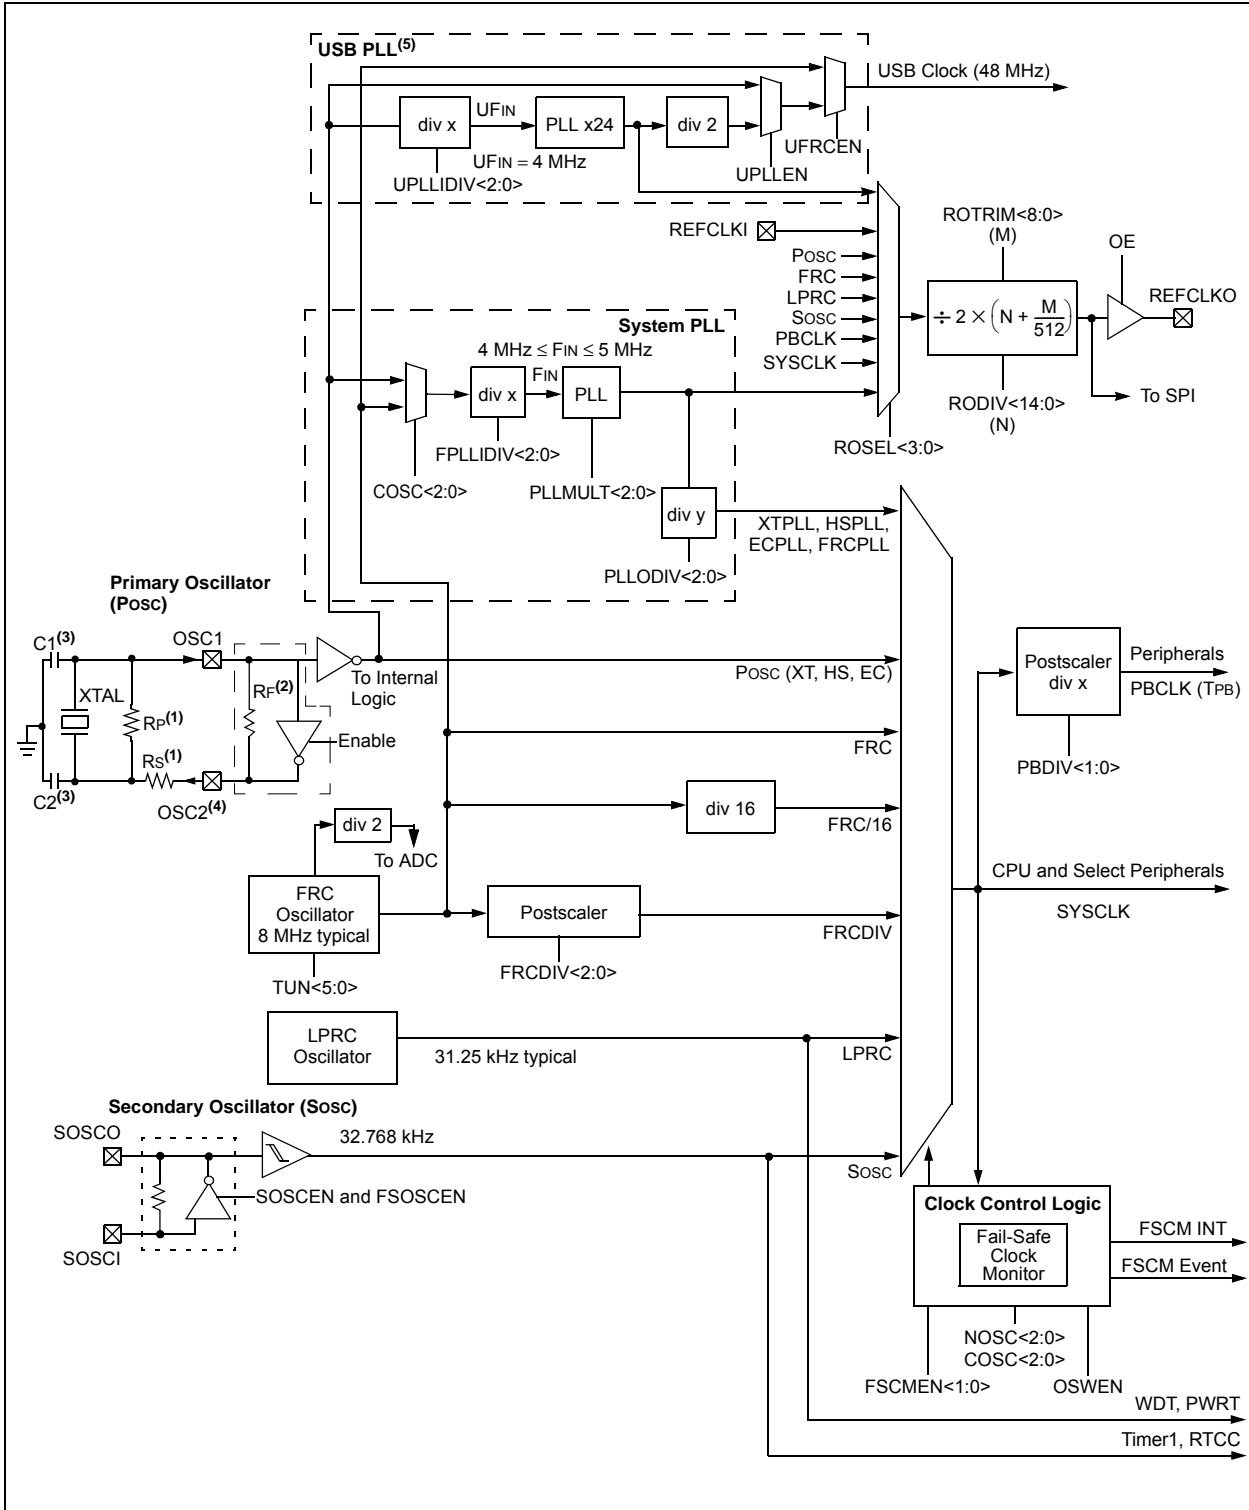 USB PLL(5)
USB Clock (48 MHz)
div x
UFIN
PLL x24
div 2
UFIN = 4 MHz
UFRCEN
UPLLEN
UPLLIDIV<2:0>
REFCLKI
POSC
FRC
LPRC
SOSC
PBCLK
SYSCLK
ROTRIM<8:0>
(M)
OE
REFCLKO
÷ 2 × (N + M/512)
To SPI
RODIV<14:0>
(N)
ROSEL<3:0>
System PLL
4 MHz ≤ FIN ≤ 5 MHz
FIN
div x
PLL
FPLLIDIV<2:0>
COSC<2:0>
PLLMULT<2:0>
div y
XTPLL, HSPLL,
ECPLL, FRCPLL
PLLODIV<2:0>
Primary Oscillator
(POSC)
C1(3)
OSC1
XTAL
RP(1)
RF(2)
To Internal
Logic
Enable
RS(1)
C2(3)
OSC2(4)
POSC (XT, HS, EC)
Postscaler
div x
Peripherals
PBCLK (TPB)
PBDIV<1:0>
FRC
div 16
FRC/16
div 2
To ADC
FRC
Oscillator
8 MHz typical
TUN<5:0>
Postscaler
FRCDIV
FRCDIV<2:0>
CPU and Select Peripherals
SYSCLK
LPRC
Oscillator
31.25 kHz typical
LPRC
Secondary Oscillator (SOSC)
SOSCO
32.768 kHz
SOSCEN and FSOSCEN
SOSCI
SOSC
Clock Control Logic
Fail-Safe
Clock
Monitor
FSCM INT
FSCM Event
NOSC<2:0>
COSC<2:0>
FSCMEN<1:0>
OSWEN
WDT, PWRT
Timer1, RTCC